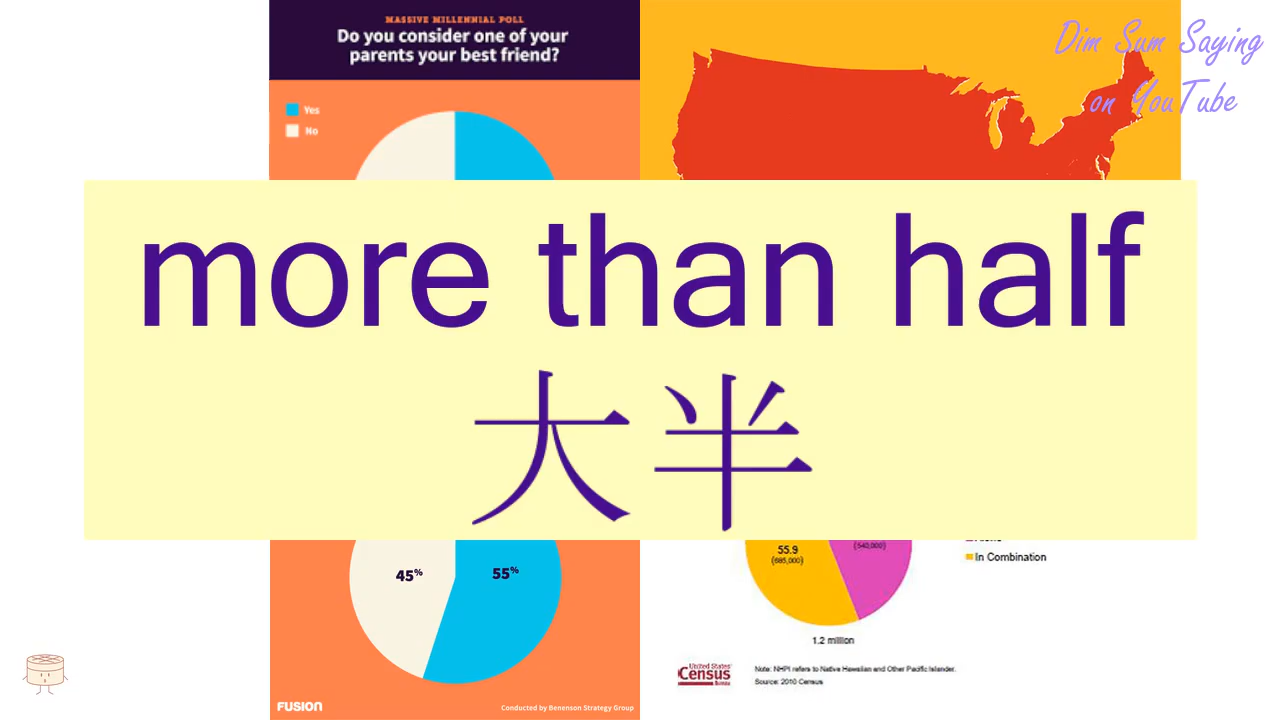 MASSIVE MILLENNIAL POLL
Do you consider one of your
parents your best friend?
Yes
No
Dim Sum Saying
on YouTube
more than half
大半
45%
55%
FUSION
Conducted by Benenson Strategy Group
55.9
(685,000)
(540,000)
In Combination
1.2 million
United States
Census
Bureau
Note: NHPI refers to Native Hawaiian and Other Pacific Islander.
Source: 2010 Census